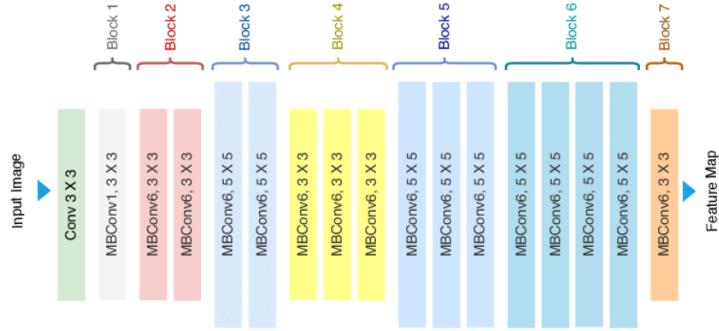 Block 1
Block 2
Block 3
Block 4
Block 5
Block 6
Block 7
Input Image
Conv 3 X 3
MBConv1, 3 X 3
MBConv6, 3 X 3
MBConv6, 3 X 3
MBConv6, 5 X 5
MBConv6, 5 X 5
MBConv6, 3 X 3
MBConv6, 3 X 3
MBConv6, 3 X 3
MBConv6, 5 X 5
MBConv6, 5 X 5
MBConv6, 5 X 5
MBConv6, 5 X 5
MBConv6, 5 X 5
MBConv6, 5 X 5
MBConv6, 5 X 5
MBConv6, 3 X 3
Feature Map